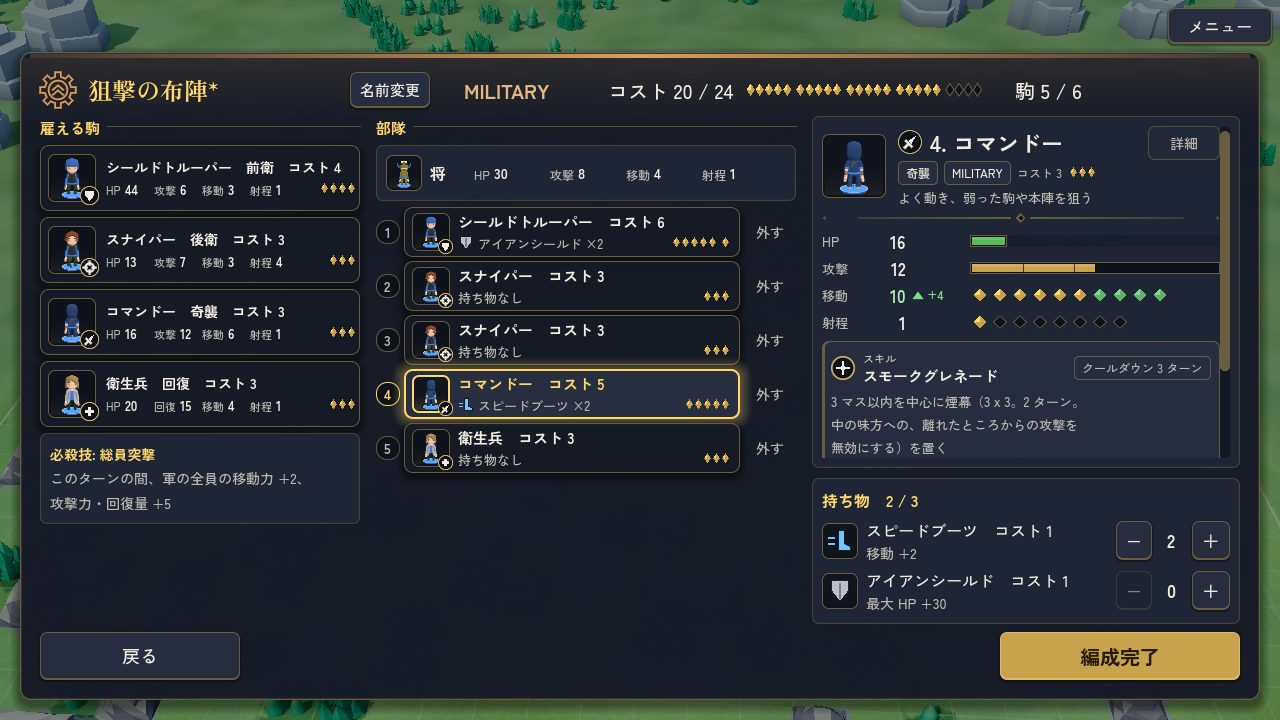 メニュー
狙撃の布陣*
名前変更
MILITARY
コスト 20 / 24
駒 5 / 6
雇える駒
シールドトルーパー 前衛 コスト 4
HP 44 攻撃 6 移動 3 射程 1
スナイパー 後衛 コスト 3
HP 13 攻撃 7 移動 3 射程 4
コマンドー 奇襲 コスト 3
HP 16 攻撃 12 移動 6 射程 1
衛生兵 回復 コスト 3
HP 20 回復 15 移動 4 射程 1
必殺技: 総員突撃
このターンの間、軍の全員の移動力 +2、
攻撃力・回復量 +5
部隊
将 HP 30 攻撃 8 移動 4 射程 1
1 シールドトルーパー コスト 6 外す
アイアンシールド ×2
2 スナイパー コスト 3 外す
持ち物なし
3 スナイパー コスト 3 外す
持ち物なし
4 コマンドー コスト 5 外す
スピードブーツ ×2
5 衛生兵 コスト 3 外す
持ち物なし
4. コマンドー
詳細
奇襲 MILITARY コスト 3
よく動き、弱った駒や本陣を狙う
HP 16
攻撃 12
移動 10 ▲ +4
射程 1
スキル
スモークグレネード
クールダウン 3 ターン
3 マス以内を中心に煙幕（3 x 3。2 ターン。
中の味方への、離れたところからの攻撃を
無効にする）を置く
持ち物 2 / 3
スピードブーツ コスト 1
移動 +2
− 2 +
アイアンシールド コスト 1
最大 HP +30
− 0 +
戻る
編成完了